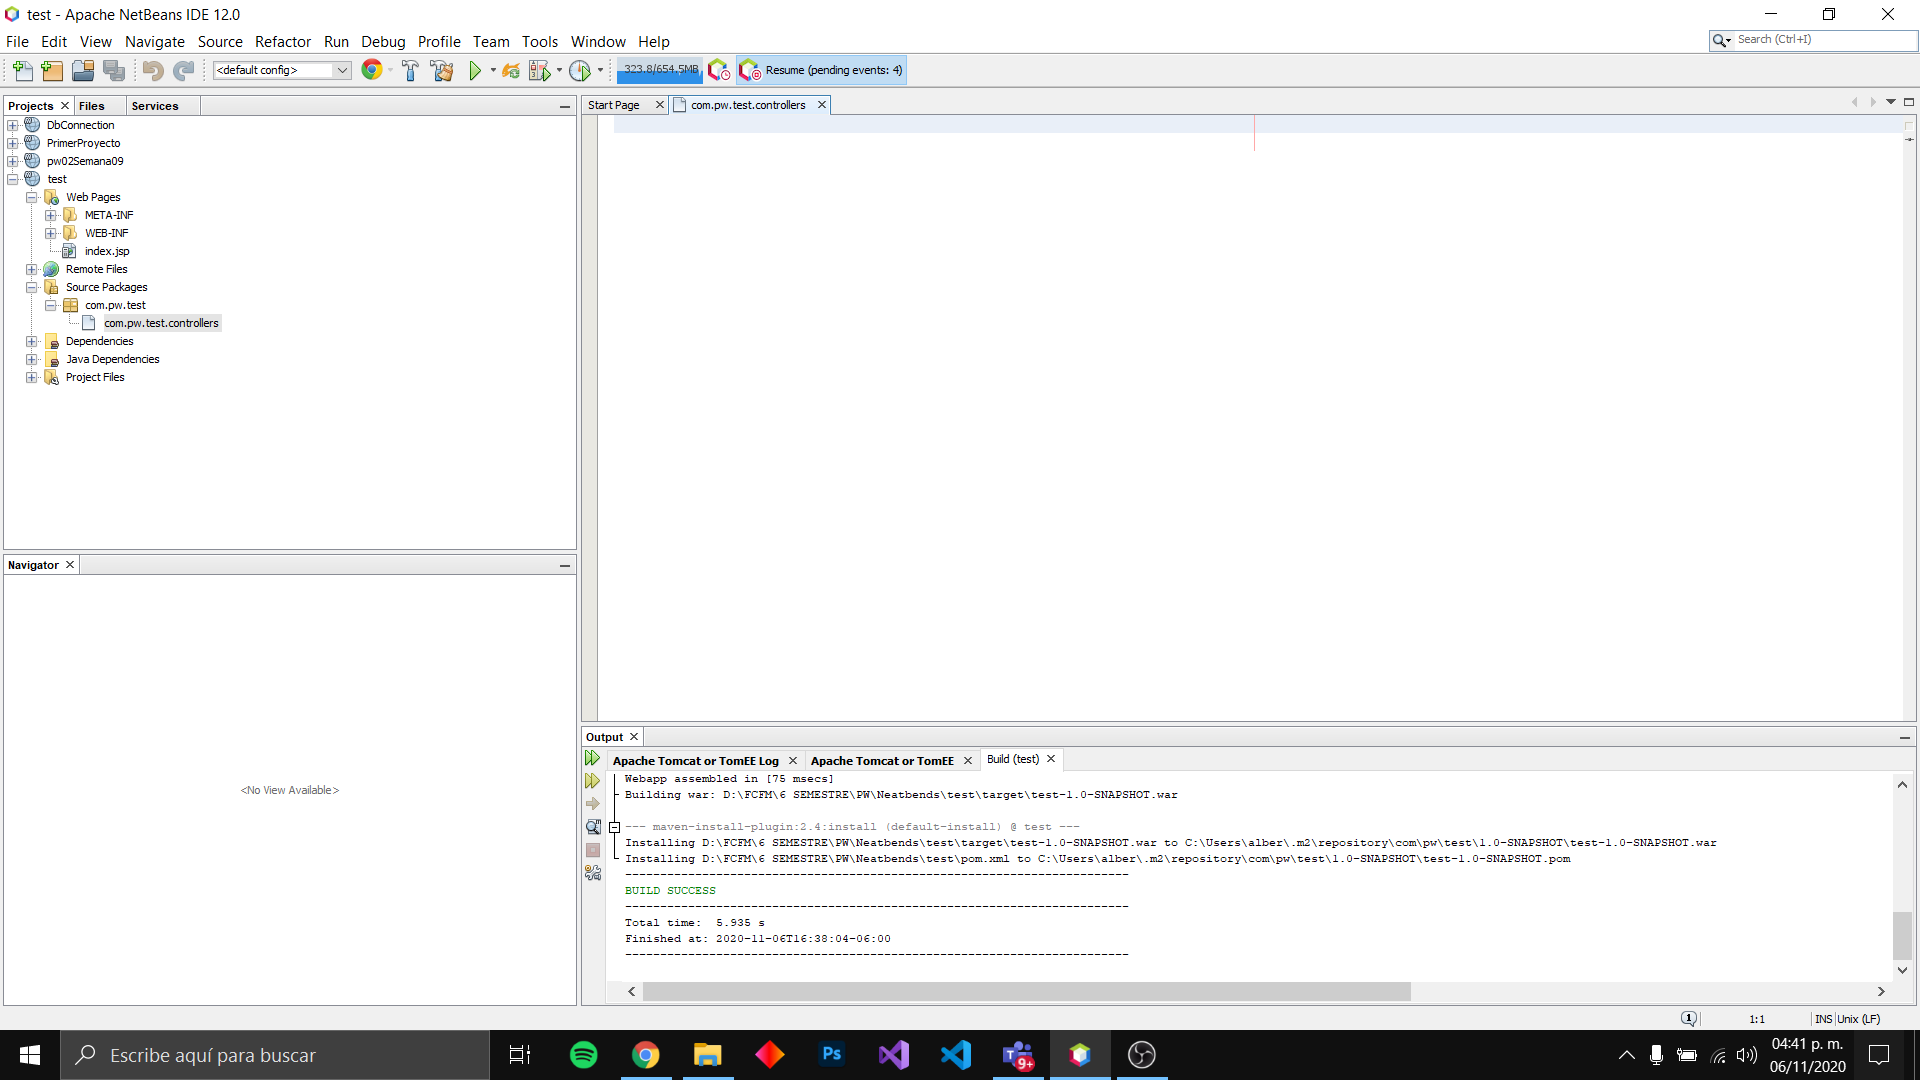 test - Apache NetBeans IDE 12.0
File Edit View Navigate Source Refactor Run Debug Profile Team Tools Window Help
Search (Ctrl+I)
<default config>
323.8/654.5MB
Resume (pending events: 4)
Projects Files Services
Start Page com.pw.test.controllers
DbConnection
PrimerProyecto
pw02Semana09
test
Web Pages
META-INF
WEB-INF
index.jsp
Remote Files
Source Packages
com.pw.test
com.pw.test.controllers
Dependencies
Java Dependencies
Project Files
Navigator
<No View Available>
Output
Apache Tomcat or TomEE Log Apache Tomcat or TomEE Build (test)
Webapp assembled in [75 msecs]
Building war: D:\FCFM\6 SEMESTRE\PW\Neatbends\test\target\test-1.0-SNAPSHOT.war
--- maven-install-plugin:2.4:install (default-install) @ test ---
Installing D:\FCFM\6 SEMESTRE\PW\Neatbends\test\target\test-1.0-SNAPSHOT.war to C:\Users\alber\.m2\repository\com\pw\test\1.0-SNAPSHOT\test-1.0-SNAPSHOT.war
Installing D:\FCFM\6 SEMESTRE\PW\Neatbends\test\pom.xml to C:\Users\alber\.m2\repository\com\pw\test\1.0-SNAPSHOT\test-1.0-SNAPSHOT.pom
------------------------------------------------------------------------
BUILD SUCCESS
------------------------------------------------------------------------
Total time:  5.935 s
Finished at: 2020-11-06T16:38:04-06:00
------------------------------------------------------------------------
1 1:1 INS Unix (LF)
Escribe aquí para buscar
Ps
9+
04:41 p. m.
06/11/2020